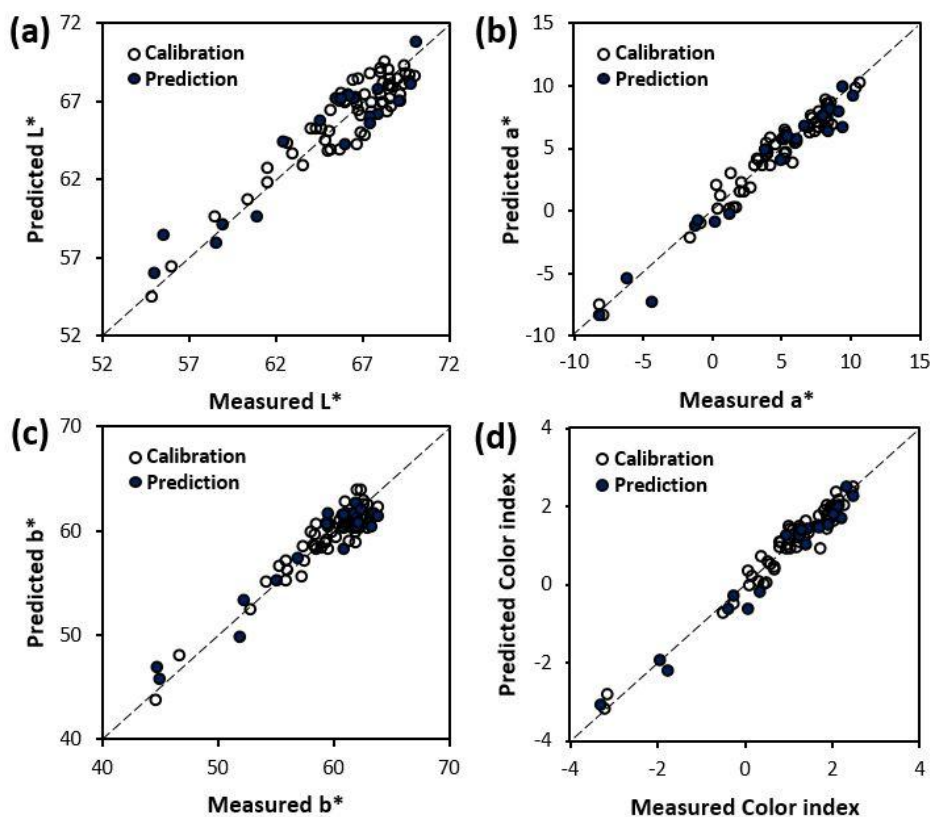 (a)
Calibration
Prediction
Predicted L*
72
67
62
57
52
52 57 62 67 72
Measured L*
(b)
Calibration
Prediction
Predicted a*
15
10
5
0
-5
-10
-10 -5 0 5 10 15
Measured a*
(c)
Calibration
Prediction
Predicted b*
70
60
50
40
40 50 60 70
Measured b*
(d)
Calibration
Prediction
Predicted Color index
4
2
0
-2
-4
-4 -2 0 2 4
Measured Color index